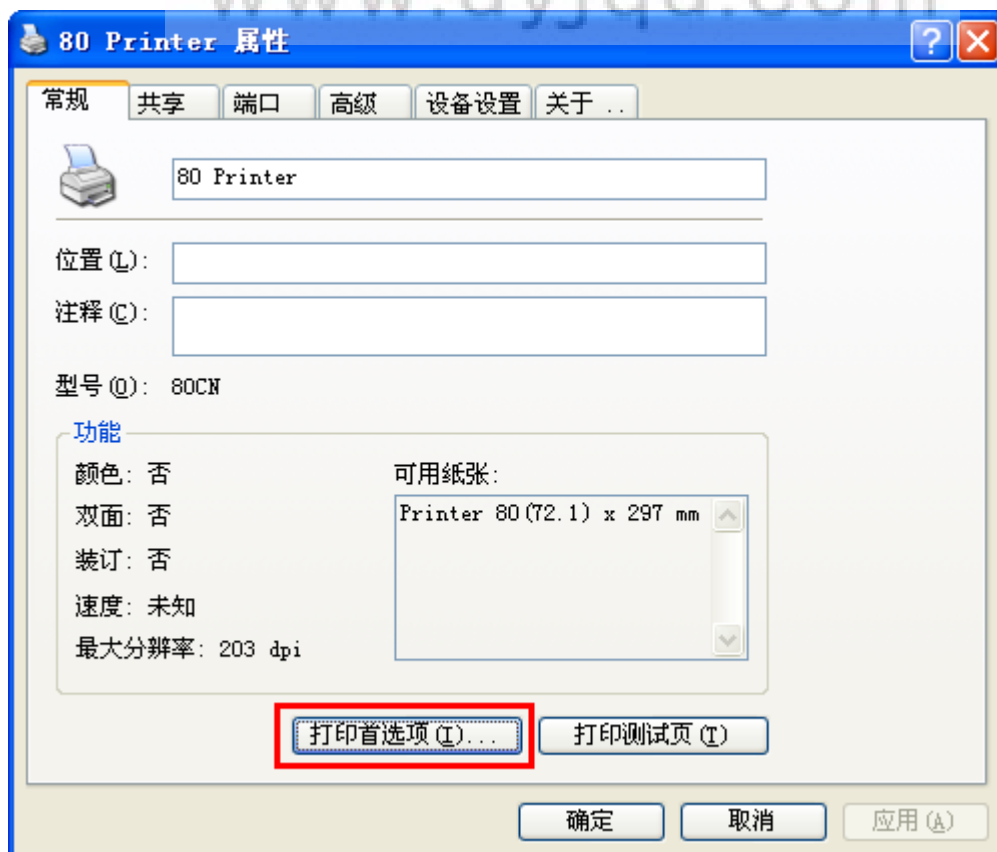 www.dyjqd.com
80 Printer 属性
常规 共享 端口 高级 设备设置 关于 ..
80 Printer
位置(L):
注释(C):
型号(O): 80CN
功能
颜色: 否 可用纸张:
双面: 否 Printer 80(72.1) x 297 mm
装订: 否
速度: 未知
最大分辨率: 203 dpi
打印首选项(I)... 打印测试页(T)
确定 取消 应用(A)